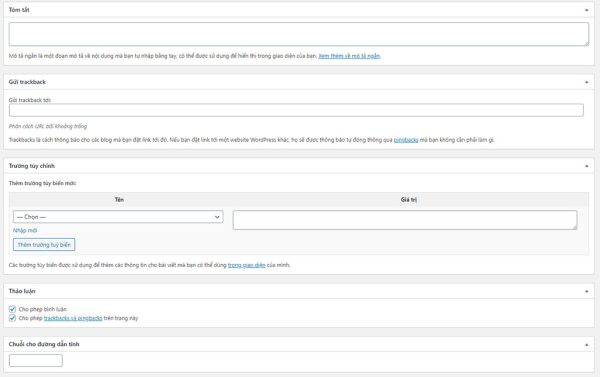 Tóm tắt
Mô tả ngắn là một đoạn mô tả về nội dung mà bạn tự nhập bằng tay, có thể được sử dụng để hiển thị trong giao diện của bạn. Xem thêm về mô tả ngắn.
Gửi trackback
Gửi trackback tới:
Phân cách URL bởi khoảng trống
Trackbacks là cách thông báo cho các blog mà bạn đặt link tới đó. Nếu bạn đặt link tới một website WordPress khác, họ sẽ được thông báo tự động thông qua pingbacks mà bạn không cần phải làm gì.
Trường tùy chỉnh
Thêm trường tùy biến mới:
Tên Giá trị
— Chọn —
Nhập mới
Thêm trường tuỳ biến
Các trường tùy biến được sử dụng để thêm các thông tin cho bài viết mà bạn có thể dùng trong giao diện của mình.
Thảo luận
Cho phép bình luận
Cho phép trackbacks và pingbacks trên trang này
Chuỗi cho đường dẫn tĩnh